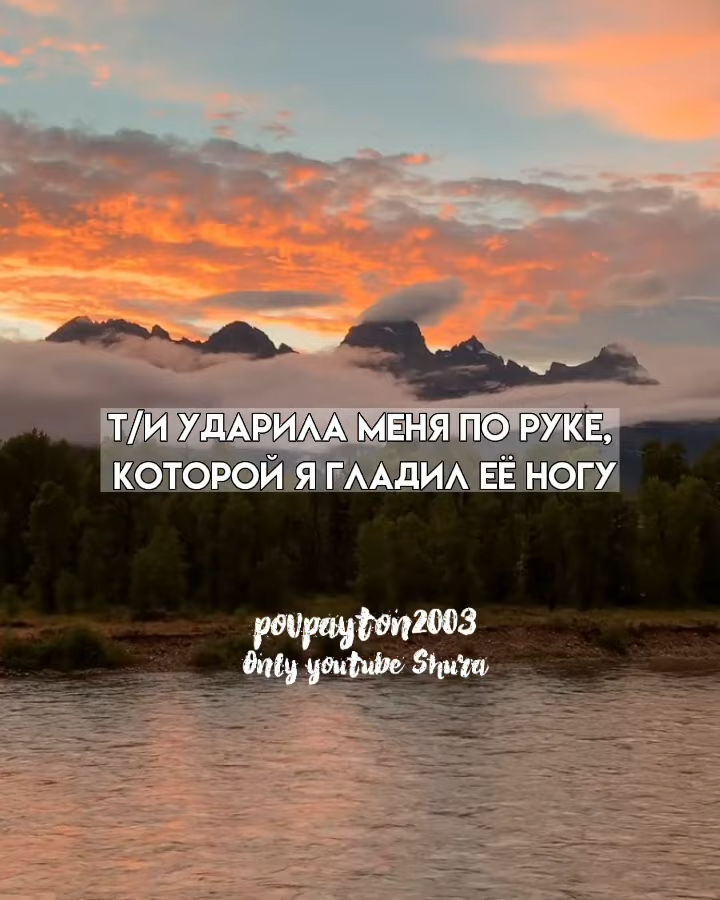 Т/И УДАРИЛА МЕНЯ ПО РУКЕ,
КОТОРОЙ Я ГЛАДИЛ ЕЁ НОГУ
povpayton2003
Only youtube Shura